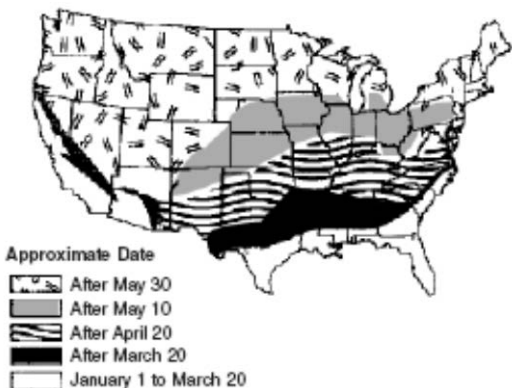 Approximate Date
After May 30
After May 10
After April 20
After March 20
January 1 to March 20